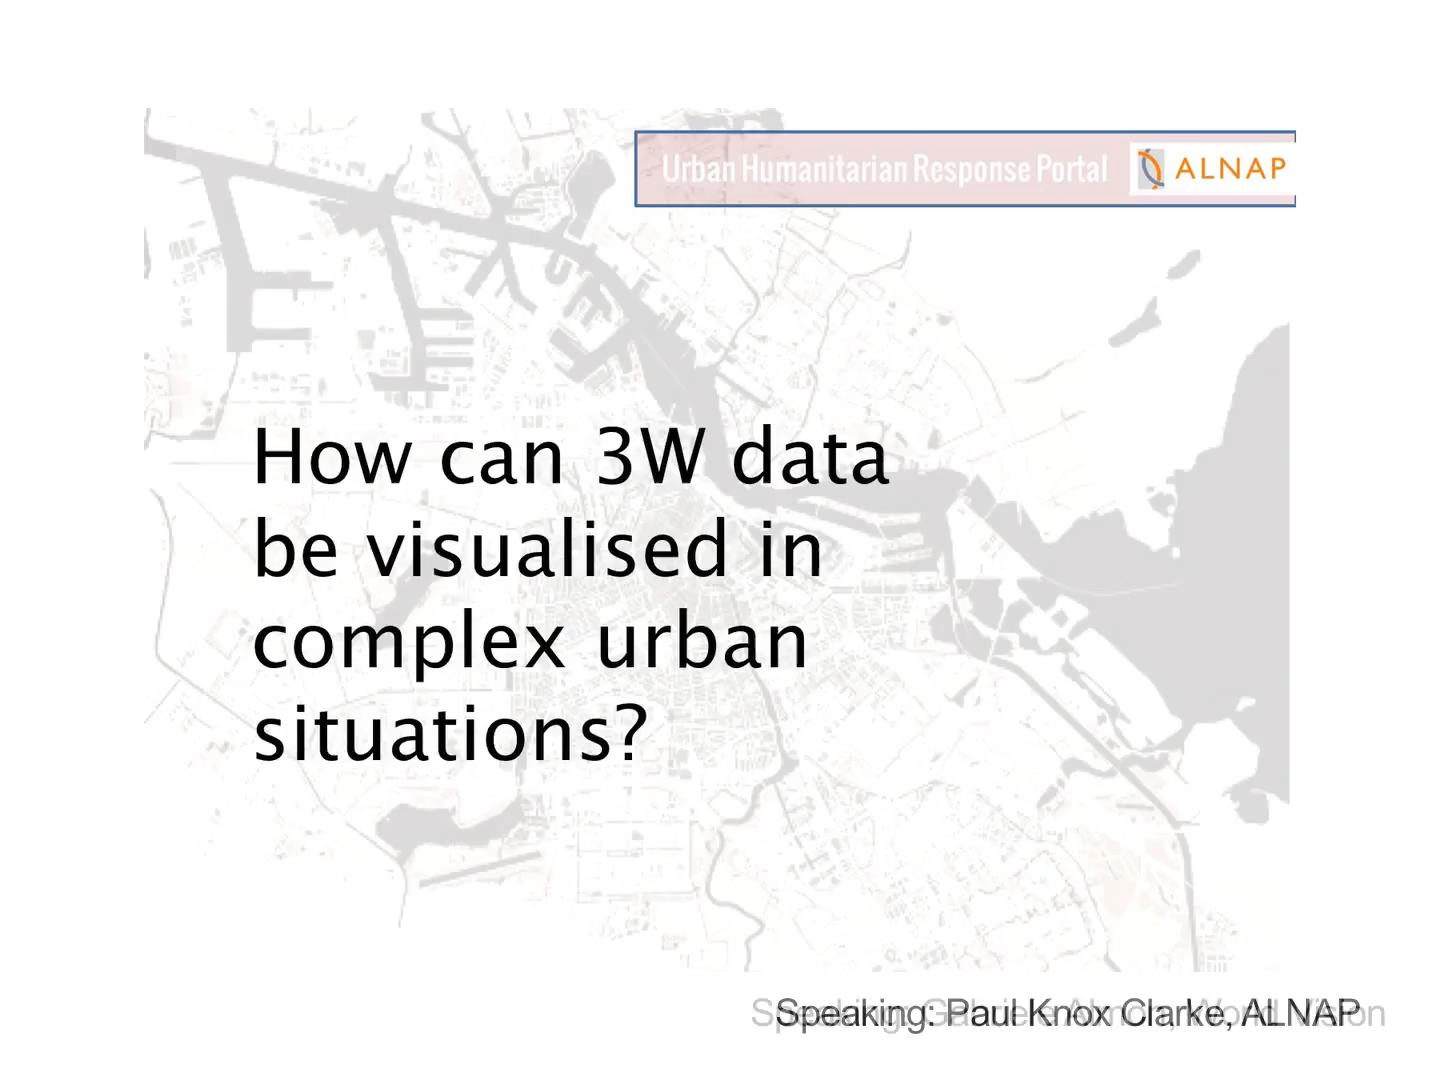 Urban Humanitarian Response Portal
ALNAP
How can 3W data
be visualised in
complex urban
situations?
Speaking: Paul Knox Clarke, ALNAP